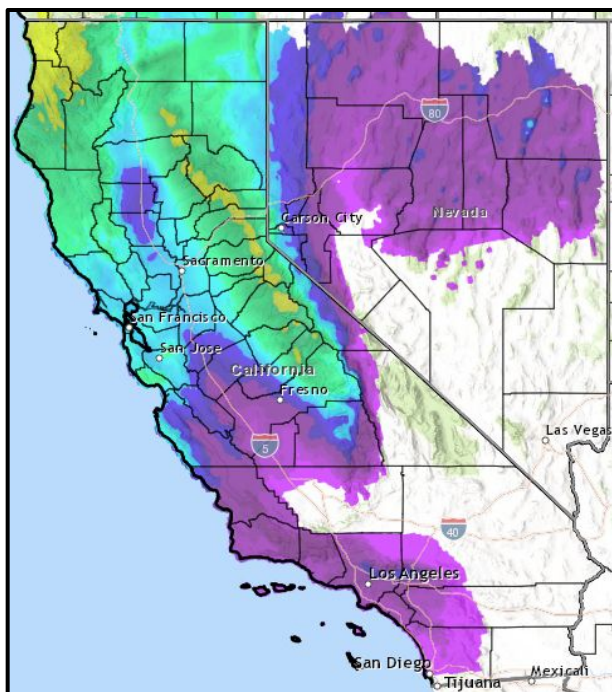 80
Nevada
Carson City
Sacramento
San Francisco
San Jose
California
Fresno
Las Vegas
5
40
Los Angeles
San Diego
Mexicali
Tijuana